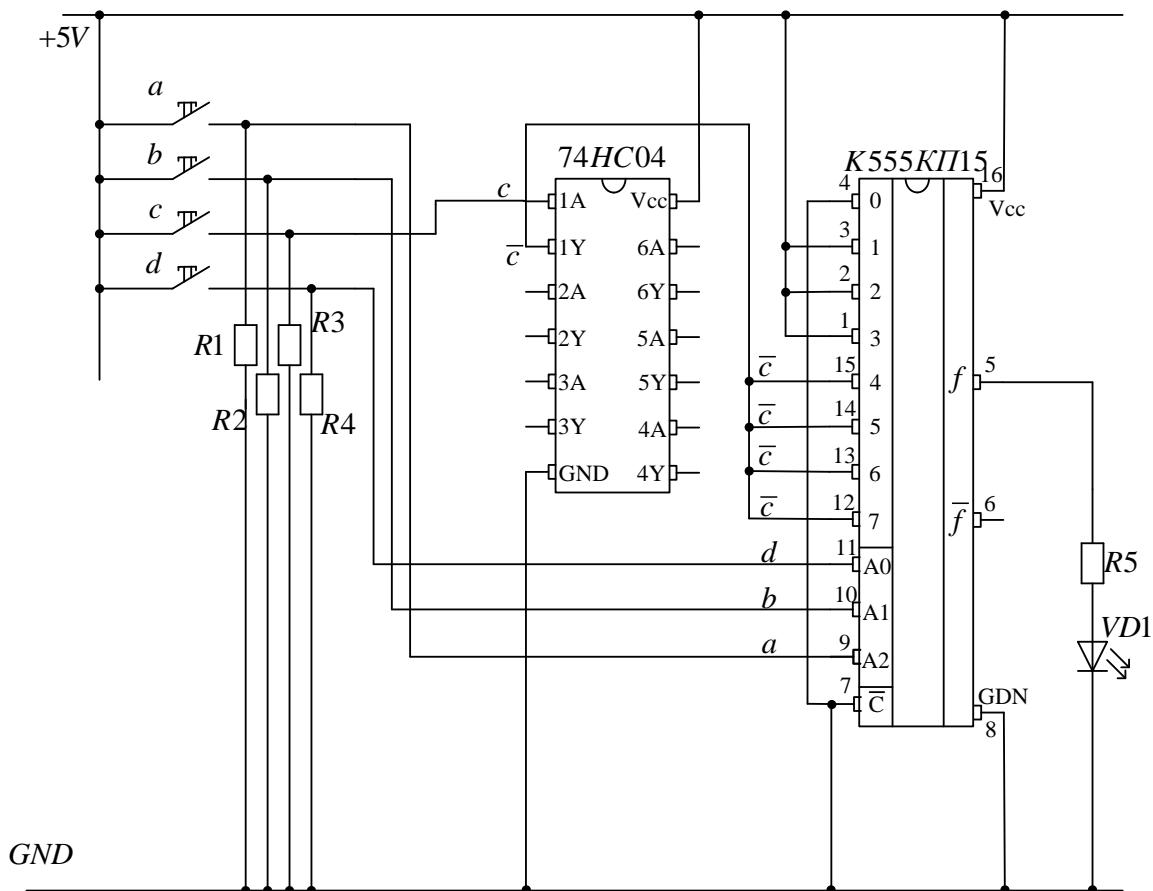 +5V
a
b
c
d
R1
R2
R3
R4
74HC04
c
c̅
1A
1Y
2A
2Y
3A
3Y
GND
Vcc
6A
6Y
5A
5Y
4A
4Y
c̅
c̅
c̅
c̅
d
b
a
K555КП15
4 0
3 1
2 2
1 3
15 4
14 5
13 6
12 7
11 A0
10 A1
9 A2
7 C̅
16
Vcc
f 5
f̅ 6
GDN
8
R5
VD1
GND